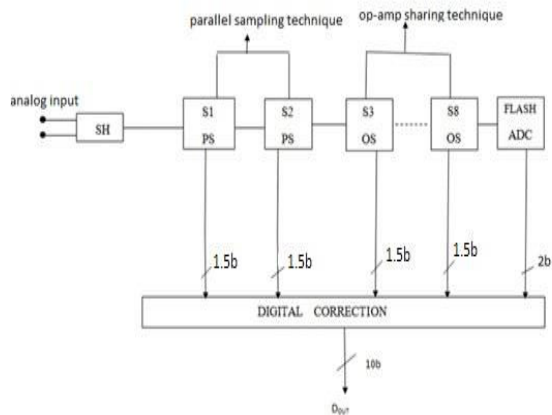 parallel sampling technique
op-amp sharing technique
analog input
SH
S1
PS
S2
PS
S3
OS
S8
OS
FLASH
ADC
1.5b
1.5b
1.5b
1.5b
2b
DIGITAL CORRECTION
10b
DOUT